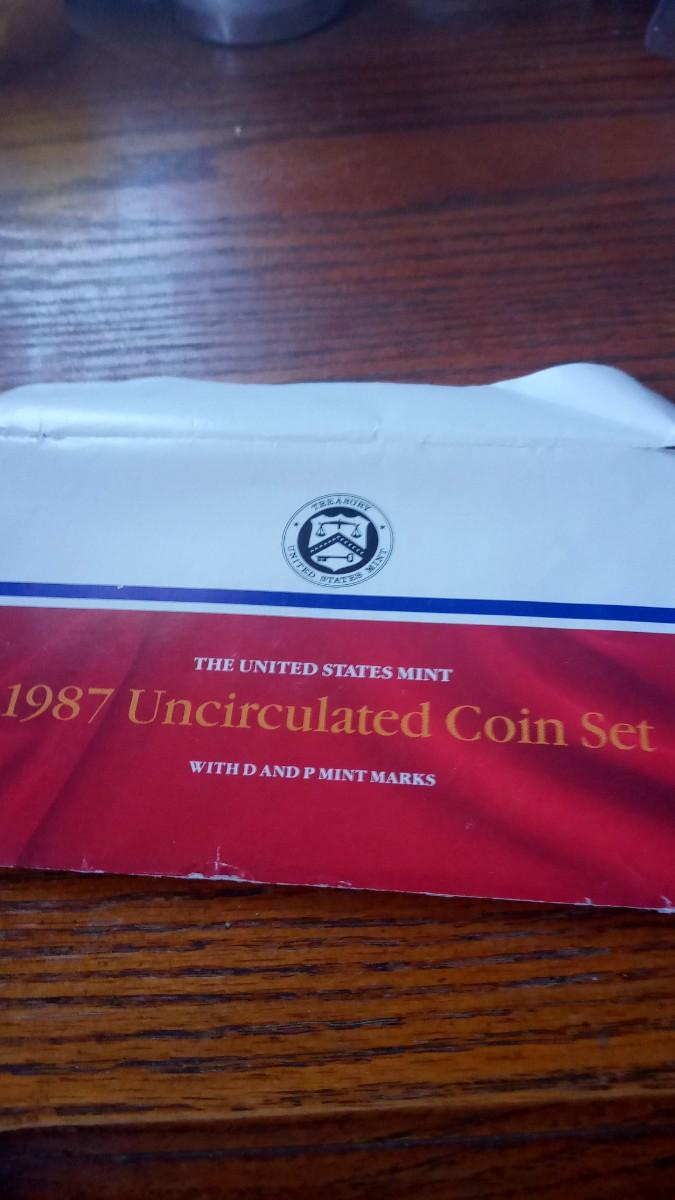 TREASURY
UNITED STATES MINT
THE UNITED STATES MINT
1987 Uncirculated Coin Set
WITH D AND P MINT MARKS